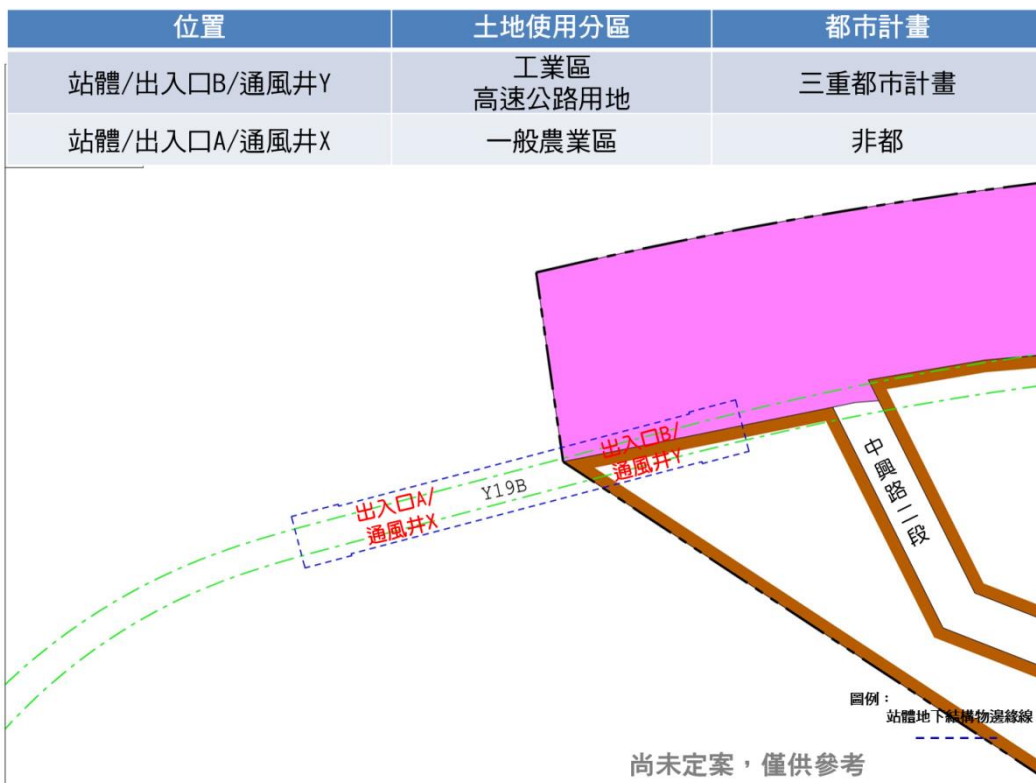 位置 土地使用分區 都市計畫
站體/出入口B/通風井Y 工業區 三重都市計畫
高速公路用地
站體/出入口A/通風井X 一般農業區 非都
出入口B/
通風井Y
Y19B
出入口A/
通風井X
中興路二段
圖例：
站體地下結構物邊緣線
尚未定案，僅供參考